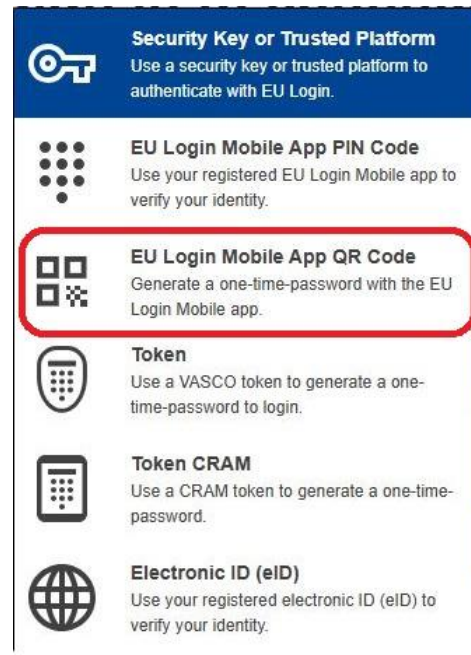 Security Key or Trusted Platform
Use a security key or trusted platform to
authenticate with EU Login.
EU Login Mobile App PIN Code
Use your registered EU Login Mobile app to
verify your identity.
EU Login Mobile App QR Code
Generate a one-time-password with the EU
Login Mobile app.
Token
Use a VASCO token to generate a one-
time-password to login.
Token CRAM
Use a CRAM token to generate a one-time-
password.
Electronic ID (eID)
Use your registered electronic ID (eID) to
verify your identity.